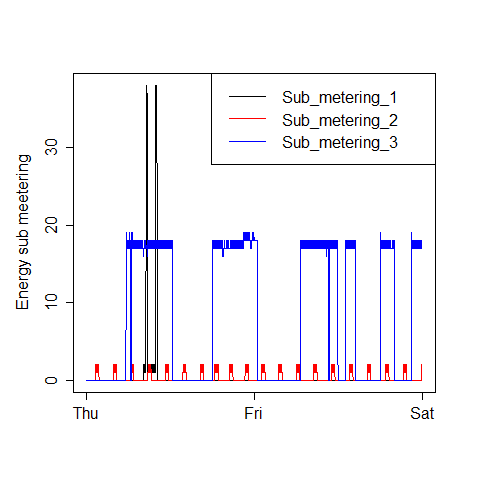 Sub_metering_1
Sub_metering_2
Sub_metering_3
Energy sub meetering
30
20
10
0
Thu
Fri
Sat